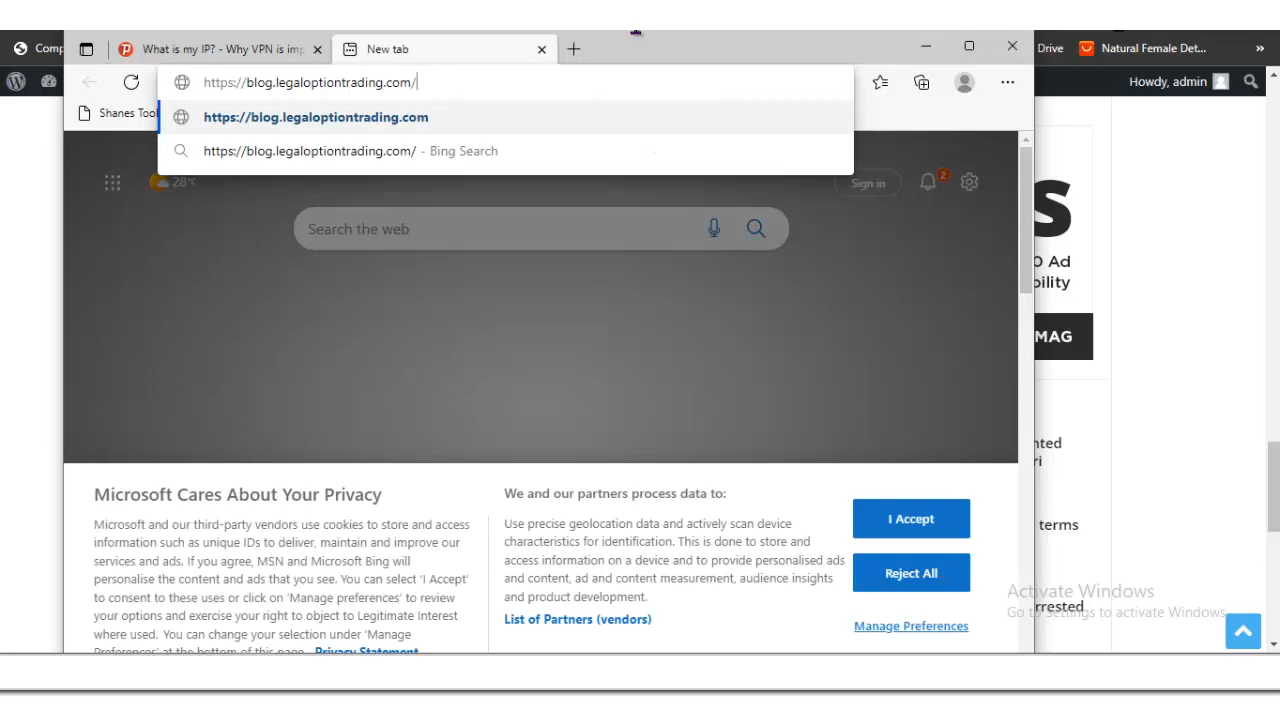 Comp
What is my IP? - Why VPN is imp
New tab
Drive
Natural Female Det...
»
https://blog.legaloptiontrading.com/
Howdy, admin
Shanes Tool
https://blog.legaloptiontrading.com
https://blog.legaloptiontrading.com/ - Bing Search
28°C
Sign in
2
Search the web
S
0 Ad
bility
MAG
nted
ri
Microsoft Cares About Your Privacy
Microsoft and our third-party vendors use cookies to store and access
information such as unique IDs to deliver, maintain and improve our
services and ads. If you agree, MSN and Microsoft Bing will
personalise the content and ads that you see. You can select 'I Accept'
to consent to these uses or click on 'Manage preferences' to review
your options and exercise your right to object to Legitimate Interest
where used. You can change your selection under 'Manage
Preferences' at the bottom of this page. Privacy Statement
We and our partners process data to:
Use precise geolocation data and actively scan device
characteristics for identification. This is done to store and
access information on a device and to provide personalised ads
and content, ad and content measurement, audience insights
and product development.
List of Partners (vendors)
I Accept
Reject All
Manage Preferences
terms
Activate Windows
Go to Settings to activate Windows.
rrested